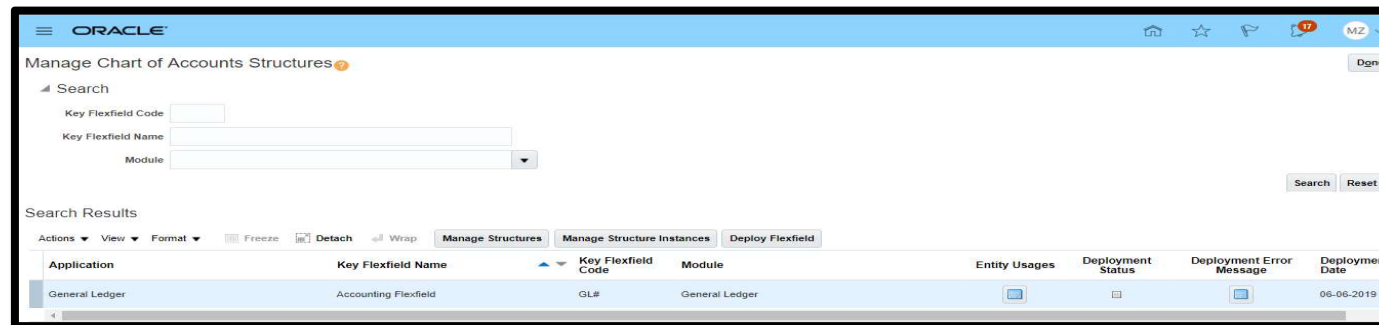 ORACLE
17
MZ
Manage Chart of Accounts Structures
Search
Key Flexfield Code
Key Flexfield Name
Module
Search Reset
Search Results
Actions View Format Freeze Detach Wrap Manage Structures Manage Structure Instances Deploy Flexfield
Application Key Flexfield Name Key Flexfield Code Module Entity Usages Deployment Status Deployment Error Message Date
General Ledger Accounting Flexfield GL# General Ledger 06-06-2019